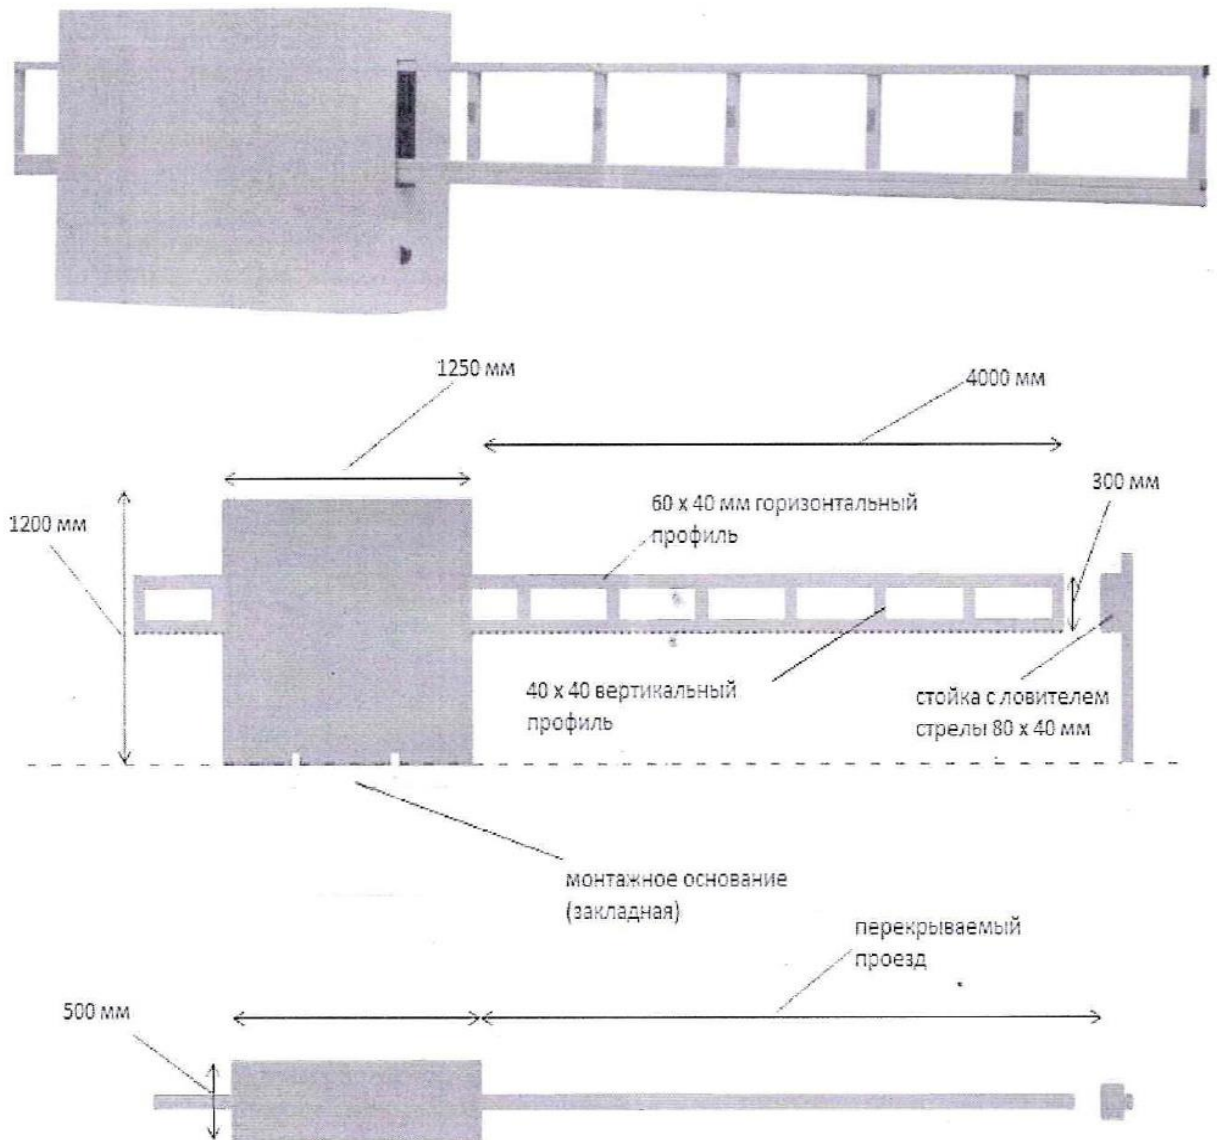 1250 мм
4000 мм
300 мм
60 x 40 мм горизонтальный
профиль
1200 мм
40 x 40 вертикальный
профиль
стойка с ловителем
стрелы 80 x 40 мм
монтажное основание
(закладная)
перекрываемый
проезд
500 мм